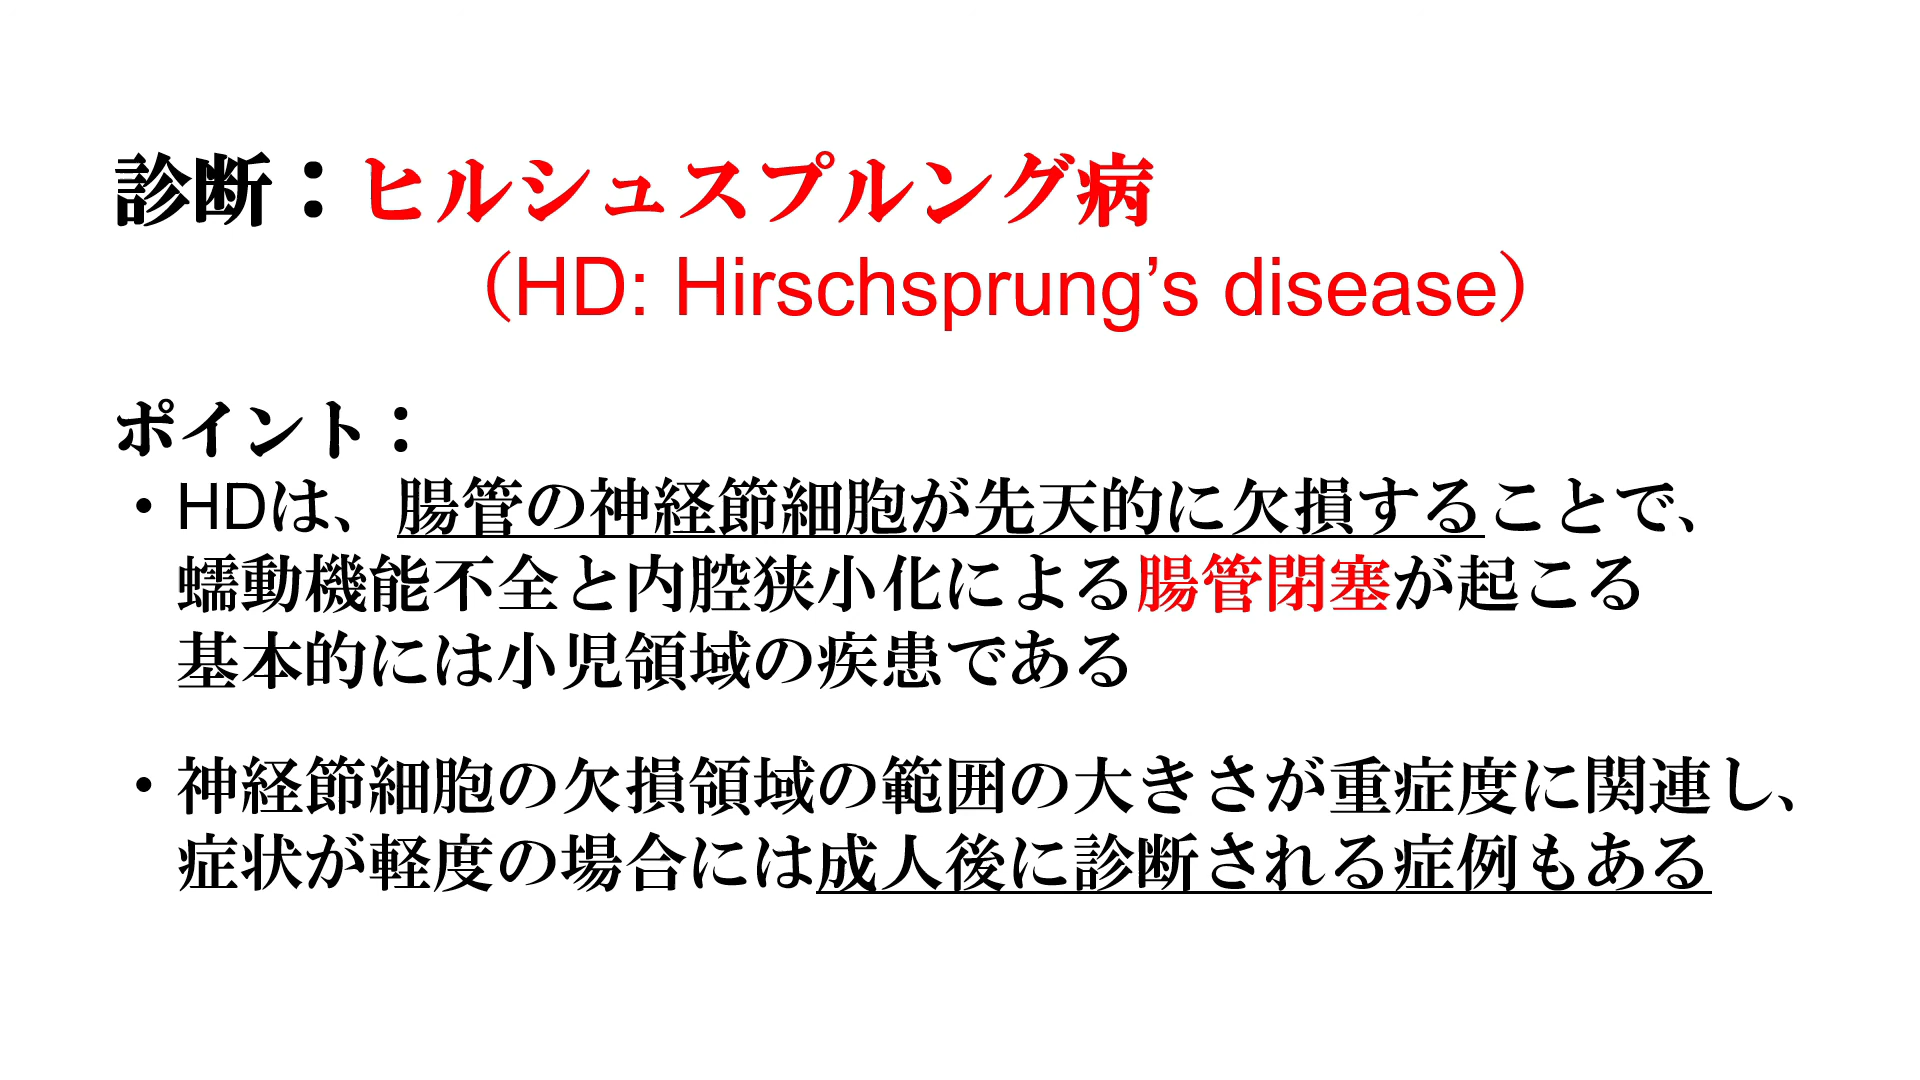 診断：ヒルシュスプルング病
（HD: Hirschsprung’s disease）
ポイント：
・HDは、腸管の神経節細胞が先天的に欠損することで、
蠕動機能不全と内腔狭小化による腸管閉塞が起こる
基本的には小児領域の疾患である
・神経節細胞の欠損領域の範囲の大きさが重症度に関連し、
症状が軽度の場合には成人後に診断される症例もある